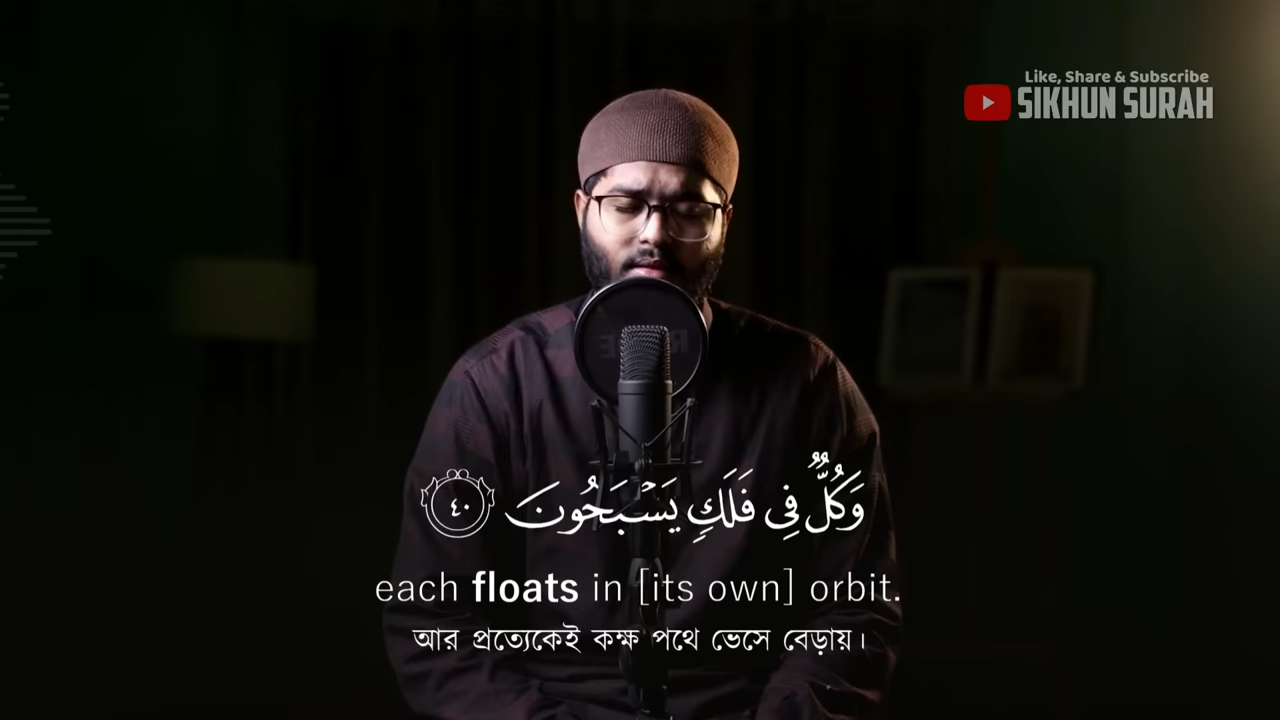 Like, Share & Subscribe
SIKHUN SURAH
وَكُلٌّ فِي فَلَكٍ يَسْبَحُونَ ٤٠
each floats in [its own] orbit.
আর প্রত্যেকেই কক্ষ পথে ভেসে বেড়ায়।